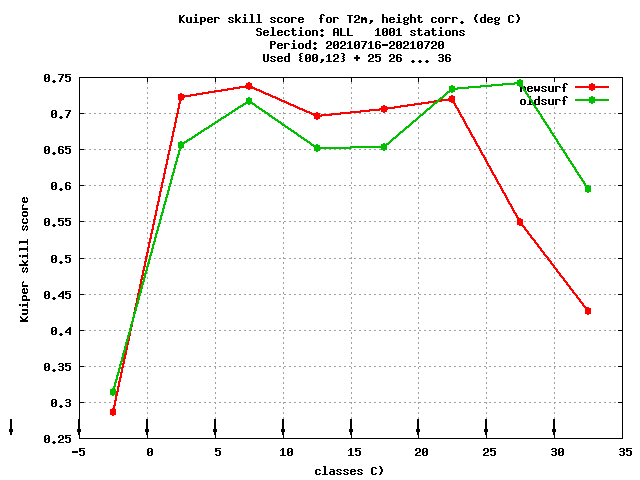 Kuiper skill score  for T2m, height corr. (deg C)
Selection: ALL   1001 stations
Period: 20210716-20210720
Used {00,12} + 25 26 ... 36
0.75
0.7
0.65
0.6
0.55
0.5
0.45
0.4
0.35
0.3
0.25
Kuiper skill score
newsurf
oldsurf
-5 0 5 10 15 20 25 30 35
classes C)